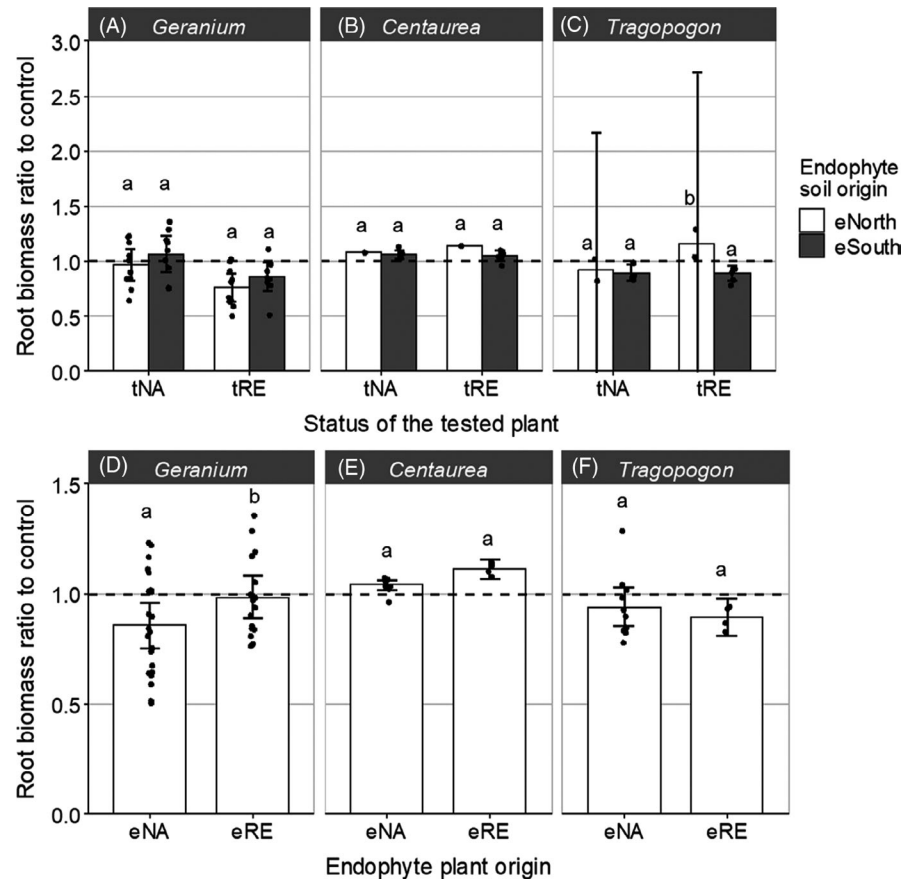 (A) Geranium (B) Centaurea (C) Tragopogon
3.0
2.5
2.0
1.5
1.0
0.5
0.0
Root biomass ratio to control
a a a a
a a a a
a a b a
tNA tRE tNA tRE tNA tRE
Status of the tested plant
Endophyte
soil origin
eNorth
eSouth
(D) Geranium (E) Centaurea (F) Tragopogon
1.5
1.0
0.5
0.0
Root biomass ratio to control
a b
a a
a a
eNA eRE eNA eRE eNA eRE
Endophyte plant origin